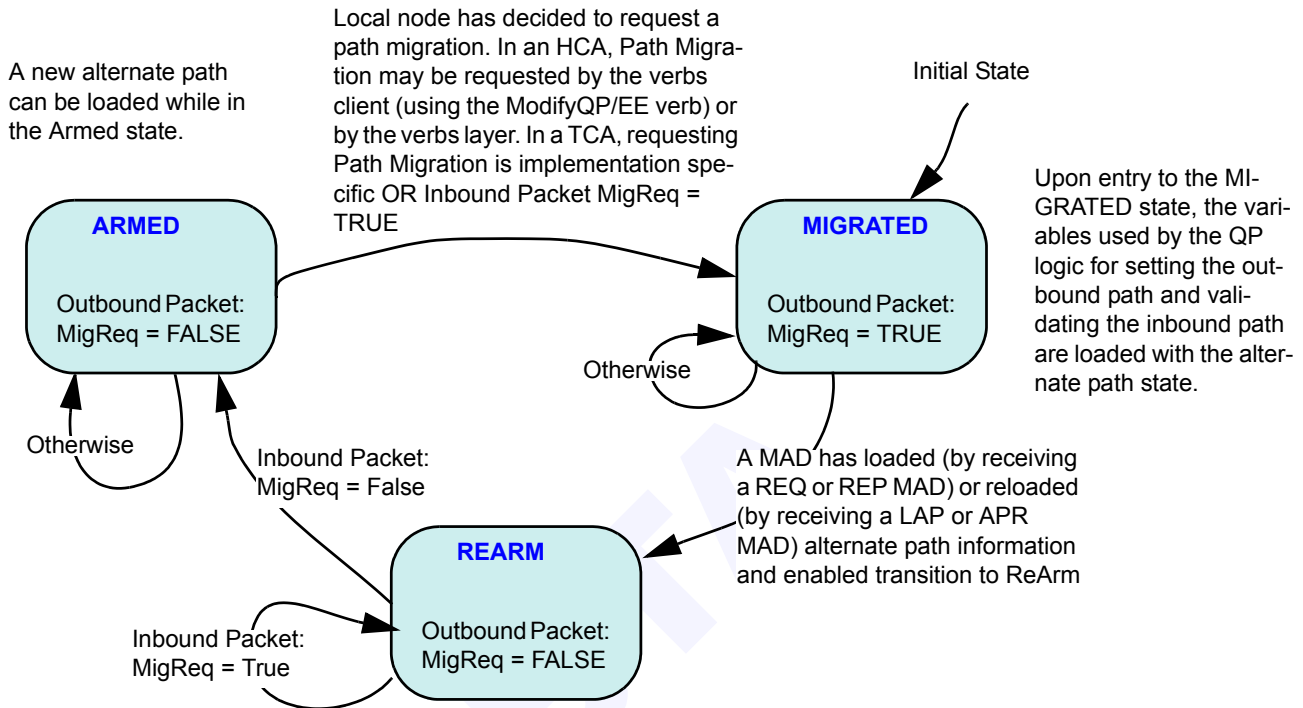 Local node has decided to request a
path migration. In an HCA, Path Migra-
tion may be requested by the verbs
client (using the ModifyQP/EE verb) or
by the verbs layer. In a TCA, requesting
Path Migration is implementation spe-
cific OR Inbound Packet MigReq =
TRUE
A new alternate path
can be loaded while in
the Armed state.
Initial State
ARMED
Outbound Packet:
MigReq = FALSE
MIGRATED
Outbound Packet:
MigReq = TRUE
Upon entry to the MI-
GRATED state, the vari-
ables used by the QP
logic for setting the out-
bound path and vali-
dating the inbound path
are loaded with the alter-
nate path state.
Otherwise
Otherwise
Inbound Packet:
MigReq = False
A MAD has loaded (by receiving
a REQ or REP MAD) or reloaded
(by receiving a LAP or APR
MAD) alternate path information
and enabled transition to ReArm
REARM
Outbound Packet:
MigReq = FALSE
Inbound Packet:
MigReq = True